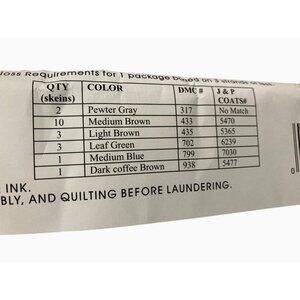 loss Requirements for 1 package based on 3 strands of
QTY (skeins) COLOR DMC # J & P COATS#
2 Pewter Gray 317 No Match
10 Medium Brown 433 5470
3 Light Brown 435 5365
3 Leaf Green 702 6239
1 Medium Blue 799 7030
1 Dark coffee Brown 938 5477
INK.
BLY, AND QUILTING BEFORE LAUNDERING.
0